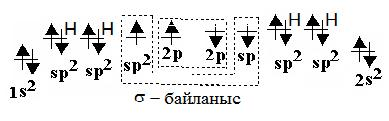 H H H H
1s² sp² sp² sp² 2p 2p sp sp² sp² 2s²
σ – байланыс